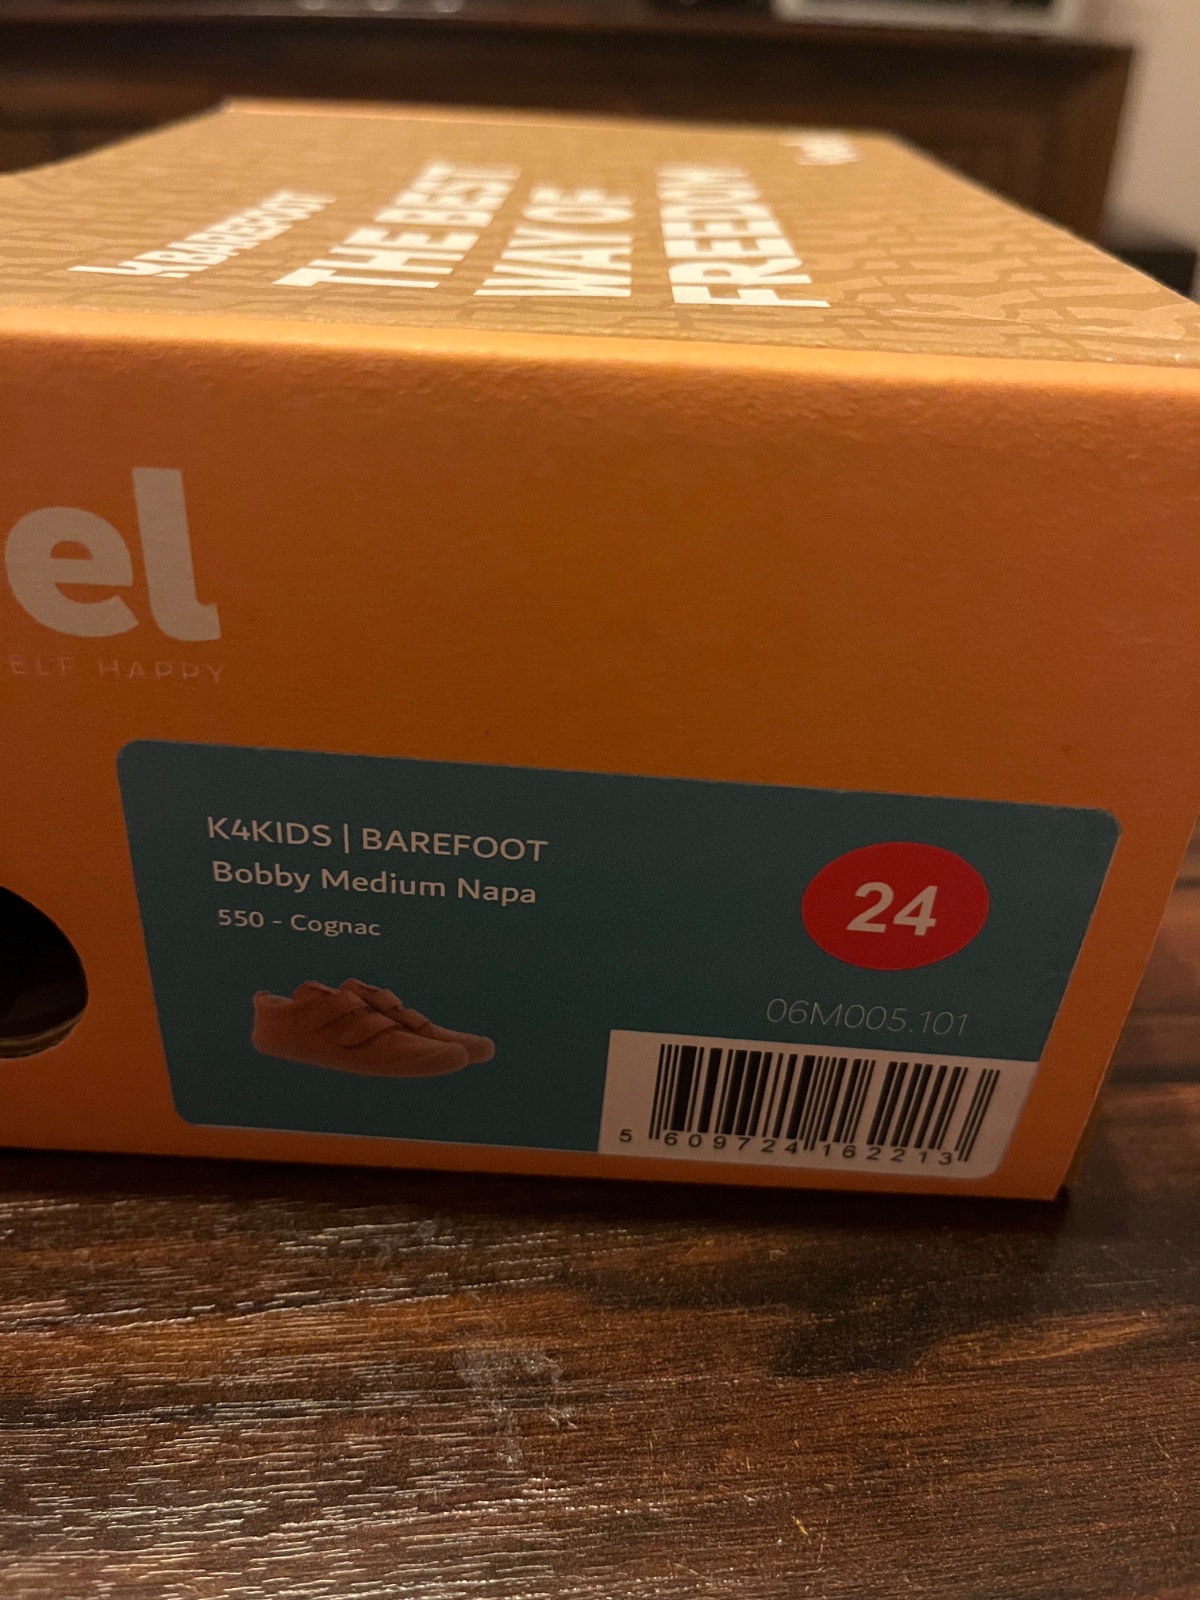 K BAREFOOT
THE BEST
WAY OF
FREEDOM
el
ELF HAPPY
K4KIDS | BAREFOOT
Bobby Medium Napa
550 - Cognac
24
06M005.101
5 609724 162213